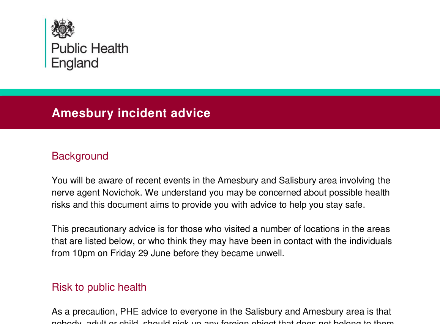 Public Health
England
Amesbury incident advice
Background
You will be aware of recent events in the Amesbury and Salisbury area involving the
nerve agent Novichok. We understand you may be concerned about possible health
risks and this document aims to provide you with advice to help you stay safe.
This precautionary advice is for those who visited a number of locations in the areas
that are listed below, or who think they may have been in contact with the individuals
from 10pm on Friday 29 June before they became unwell.
Risk to public health
As a precaution, PHE advice to everyone in the Salisbury and Amesbury area is that
nobody, adult or child, should pick up any foreign object that does not belong to them